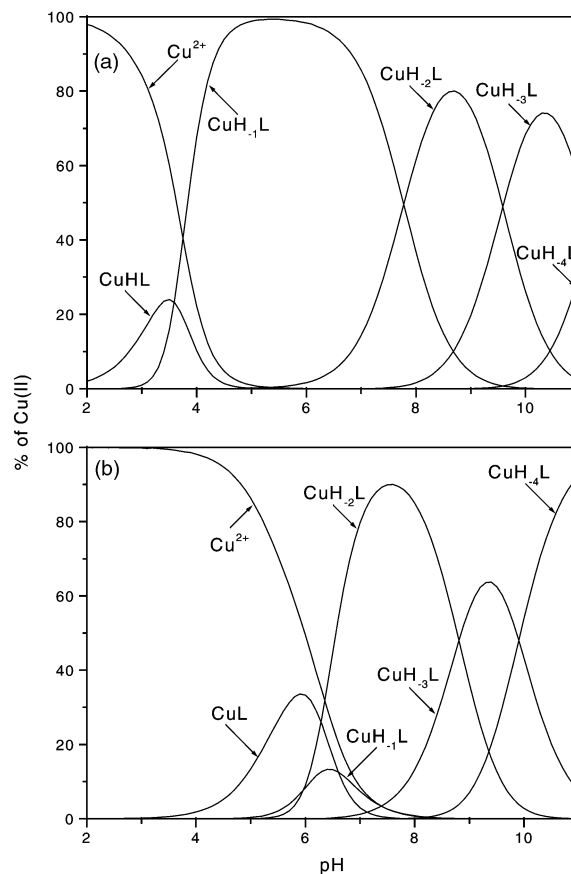 100
80
60
40
20
0
(a)
Cu²⁺
CuH₋₁L
CuHL
CuH₋₂L
CuH₋₃L
CuH₋₄L
2 4 6 8 10
% of Cu(II)
100
80
60
40
20
0
(b)
Cu²⁺
CuL
CuH₋₂L
CuH₋₁L
CuH₋₃L
CuH₋₄L
2 4 6 8 10
pH